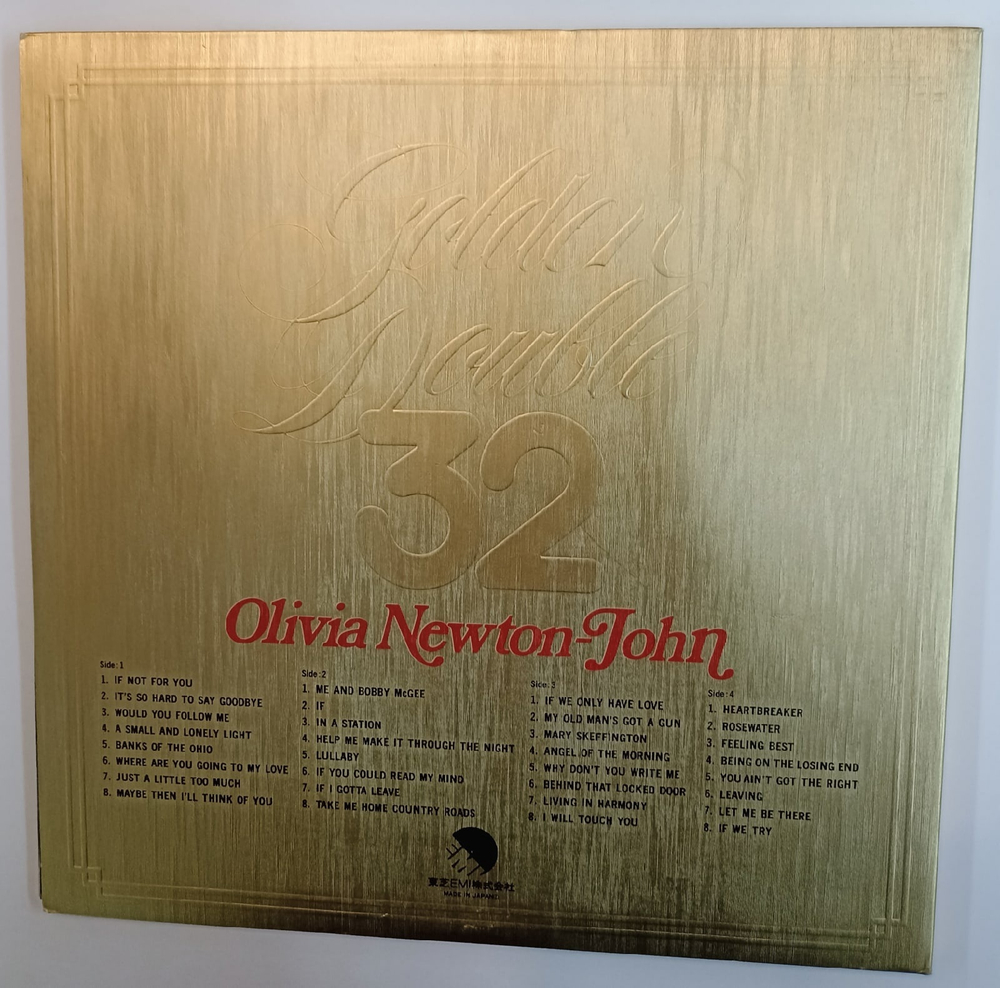 Golden
Double
32
Olivia Newton-John
Side:1
1. IF NOT FOR YOU
2. IT'S SO HARD TO SAY GOODBYE
3. WOULD YOU FOLLOW ME
4. A SMALL AND LONELY LIGHT
5. BANKS OF THE OHIO
6. WHERE ARE YOU GOING TO MY LOVE
7. JUST A LITTLE TOO MUCH
8. MAYBE THEN I'LL THINK OF YOU
Side:2
1. ME AND BOBBY McGEE
2. IF
3. IN A STATION
4. HELP ME MAKE IT THROUGH THE NIGHT
5. LULLABY
6. IF YOU COULD READ MY MIND
7. IF I GOTTA LEAVE
8. TAKE ME HOME COUNTRY ROADS
Side:3
1. IF WE ONLY HAVE LOVE
2. MY OLD MAN'S GOT A GUN
3. MARY SKEFFINGTON
4. ANGEL OF THE MORNING
5. WHY DON'T YOU WRITE ME
6. BEHIND THAT LOCKED DOOR
7. LIVING IN HARMONY
8. I WILL TOUCH YOU
Side:4
1. HEARTBREAKER
2. ROSEWATER
3. FEELING BEST
4. BEING ON THE LOSING END
5. YOU AIN'T GOT THE RIGHT
6. LEAVING
7. LET ME BE THERE
8. IF WE TRY
EMI
東芝EMI株式会社
MADE IN JAPAN